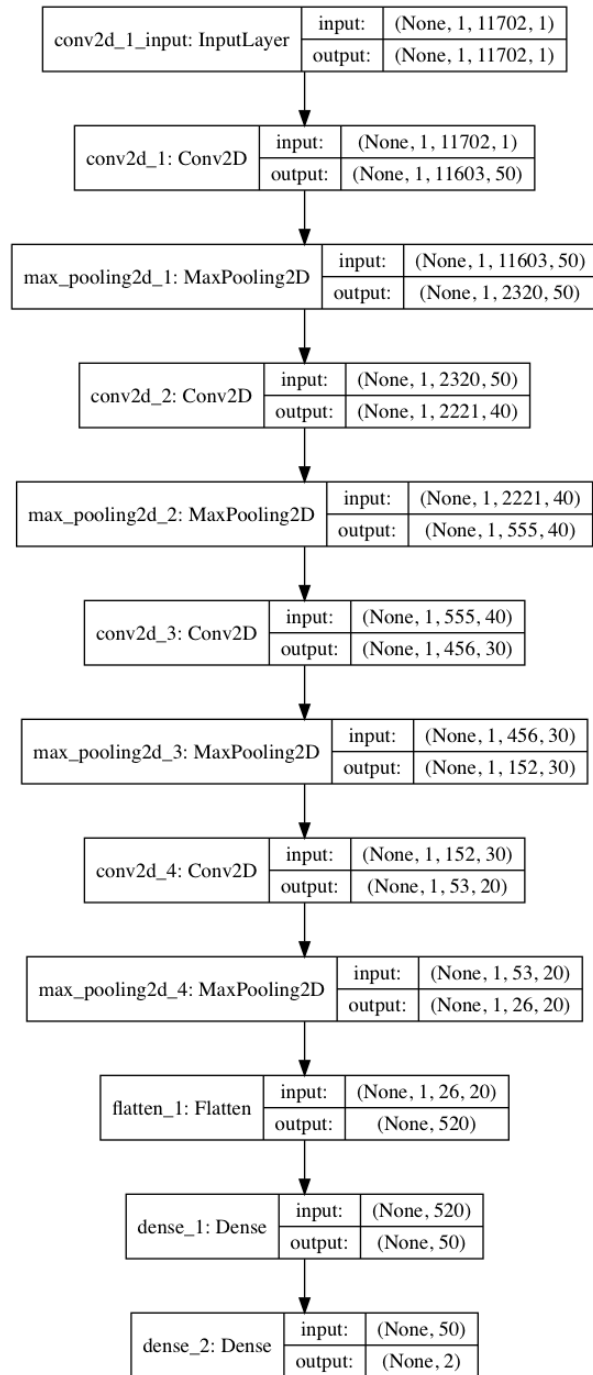 conv2d_1_input: InputLayer
input: (None, 1, 11702, 1)
output: (None, 1, 11702, 1)
conv2d_1: Conv2D
input: (None, 1, 11702, 1)
output: (None, 1, 11603, 50)
max_pooling2d_1: MaxPooling2D
input: (None, 1, 11603, 50)
output: (None, 1, 2320, 50)
conv2d_2: Conv2D
input: (None, 1, 2320, 50)
output: (None, 1, 2221, 40)
max_pooling2d_2: MaxPooling2D
input: (None, 1, 2221, 40)
output: (None, 1, 555, 40)
conv2d_3: Conv2D
input: (None, 1, 555, 40)
output: (None, 1, 456, 30)
max_pooling2d_3: MaxPooling2D
input: (None, 1, 456, 30)
output: (None, 1, 152, 30)
conv2d_4: Conv2D
input: (None, 1, 152, 30)
output: (None, 1, 53, 20)
max_pooling2d_4: MaxPooling2D
input: (None, 1, 53, 20)
output: (None, 1, 26, 20)
flatten_1: Flatten
input: (None, 1, 26, 20)
output: (None, 520)
dense_1: Dense
input: (None, 520)
output: (None, 50)
dense_2: Dense
input: (None, 50)
output: (None, 2)